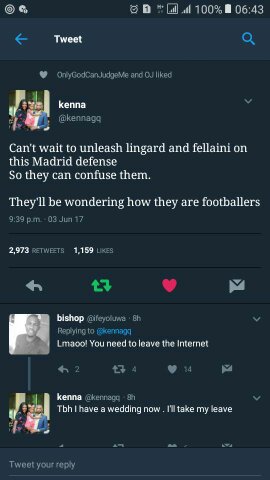 100% 06:43
Tweet
OnlyGodCanJudgeMe and OJ liked
kenna
@kennagq
Can't wait to unleash lingard and fellaini on
this Madrid defense
So they can confuse them.
They'll be wondering how they are footballers
9:39 p.m. · 03 Jun 17
2,973 RETWEETS 1,159 LIKES
bishop @ifeyoluwa · 8h
Replying to @kennagq
Lmaoo! You need to leave the Internet
2 4 14
kenna @kennagq · 8h
Tbh I have a wedding now . I'll take my leave
Tweet your reply